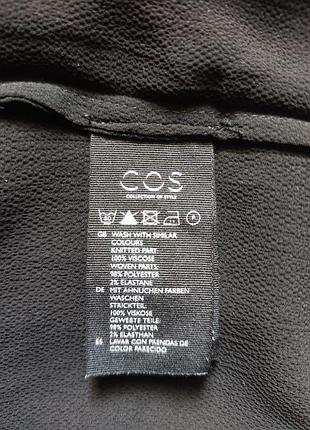 COS
COLLECTION OF STYLE
GB WASH WITH SIMILAR
COLOURS
KNITTED PART
100% VISCOSE
WOVEN PARTS:
98% POLYESTER
2% ELASTANE
DE MIT ÄHNLICHEN FARBEN
WASCHEN
STRICKTEIL:
100% VISKOSE
GEWEBTE TEILE:
98% POLYESTER
2% ELASTHAN
ES LAVAR CON PRENDAS DE
COLOR PARECIDO